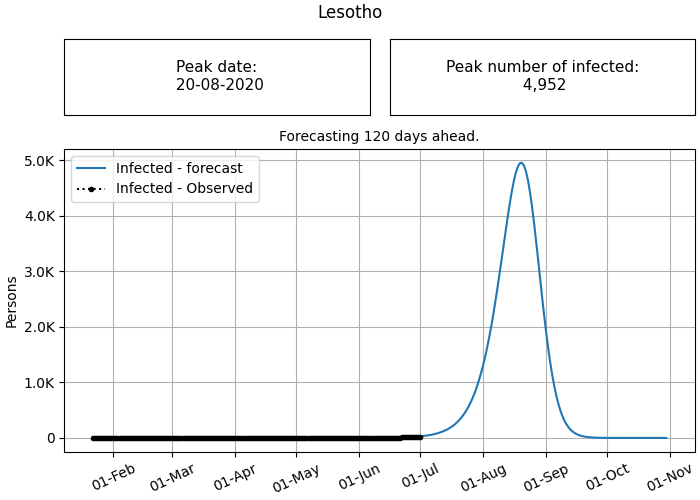 Lesotho
Peak date:
20-08-2020
Peak number of infected:
4,952
Forecasting 120 days ahead.
Infected - forecast
Infected - Observed
Persons
5.0K
4.0K
3.0K
2.0K
1.0K
0
01-Feb
01-Mar
01-Apr
01-May
01-Jun
01-Jul
01-Aug
01-Sep
01-Oct
01-Nov